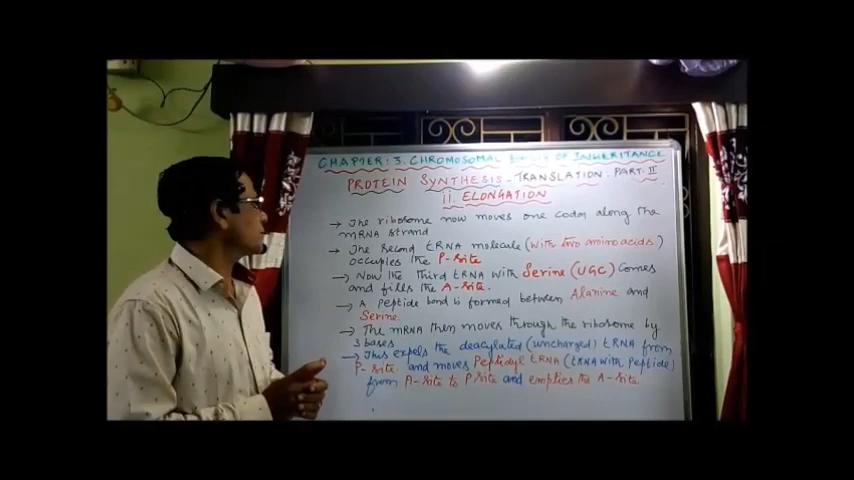 CHAPTER: 3. CHROMOSOMAL BASIS OF INHERITANCE
PROTEIN SYNTHESIS - TRANSLATION - PART-II
II. ELONGATION
→ The ribosome now moves one codon along the
mRNA strand
→ The second tRNA molecule (with two amino acids)
occupies the P-site
→ Now the third tRNA with Serine (UGC) comes
and fills the A-site.
→ A peptide bond is formed between Alanine and
Serine.
→ The mRNA then moves through the ribosome by
3 bases
→ This expels the deacylated (uncharged) tRNA from
P-site and moves Peptidyl tRNA (tRNA with Peptide)
from A-site to P site and empties the A-site.